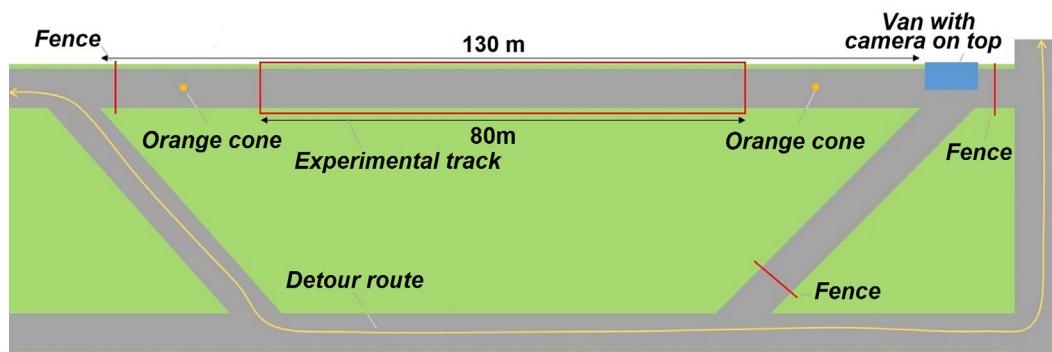 Fence
130 m
Van with
camera on top
Orange cone
80m
Experimental track
Orange cone
Fence
Detour route
Fence